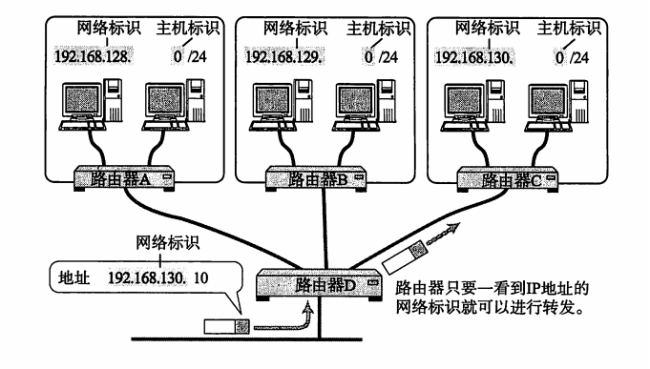 网络标识 主机标识
192.168.128. 0 /24
路由器A
网络标识 主机标识
192.168.129. 0 /24
路由器B
网络标识 主机标识
192.168.130. 0 /24
路由器C
网络标识
地址 192.168.130. 10
路由器D
路由器只要一看到IP地址的
网络标识就可以进行转发。